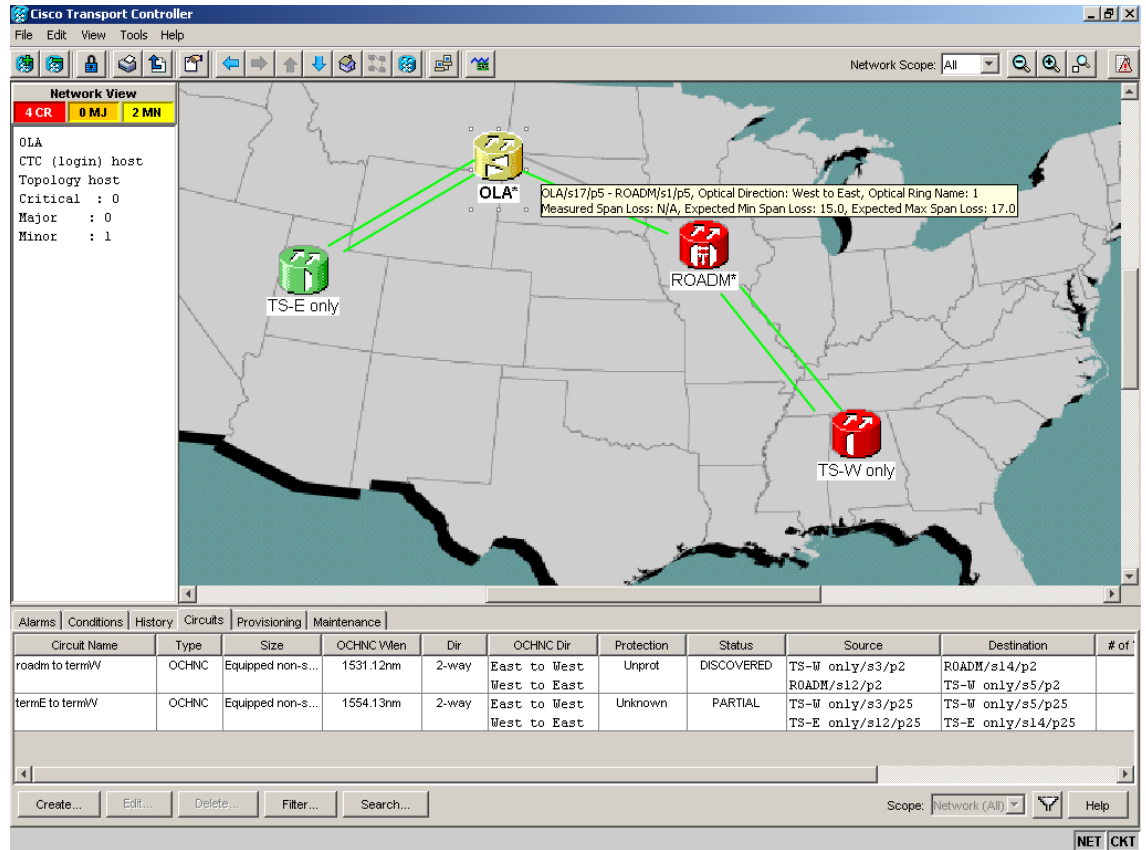 Cisco Transport Controller
File Edit View Tools Help
Network Scope: All
Network View
4 CR 0 MJ 2 MN
OLA
CTC (login) host
Topology host
Critical : 0
Major : 0
Minor : 1
OLA*
OLA/s17/p5 - ROADM/s1/p5, Optical Direction: West to East, Optical Ring Name: 1
Measured Span Loss: N/A, Expected Min Span Loss: 15.0, Expected Max Span Loss: 17.0
ROADM*
TS-E only
TS-W only
Alarms Conditions History Circuits Provisioning Maintenance
Circuit Name Type Size OCHNC Wlen Dir OCHNC Dir Protection Status Source Destination # of
roadm to termW OCHNC Equipped non-s... 1531.12nm 2-way East to West Unprot DISCOVERED TS-W only/s3/p2 ROADM/s14/p2
West to East ROADM/s12/p2 TS-W only/s5/p2
termE to termW OCHNC Equipped non-s... 1554.13nm 2-way East to West Unknown PARTIAL TS-W only/s3/p25 TS-W only/s5/p25
West to East TS-E only/s12/p25 TS-E only/s14/p25
Create... Edit... Delete... Filter... Search... Scope: Network (All) Help
NET CKT